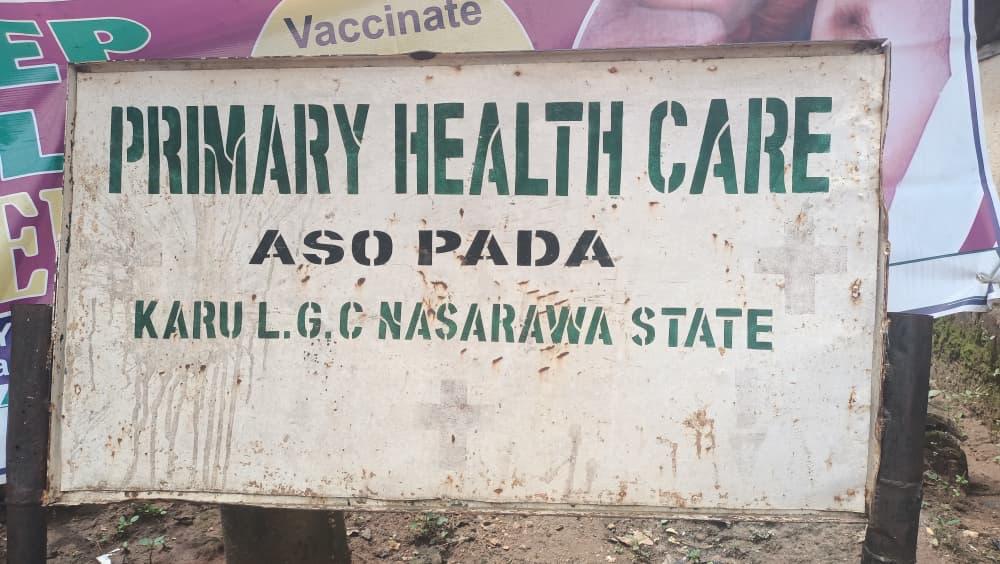 Vaccinate
PRIMARY HEALTH CARE
ASO PADA
KARU L.G.C NASARAWA STATE